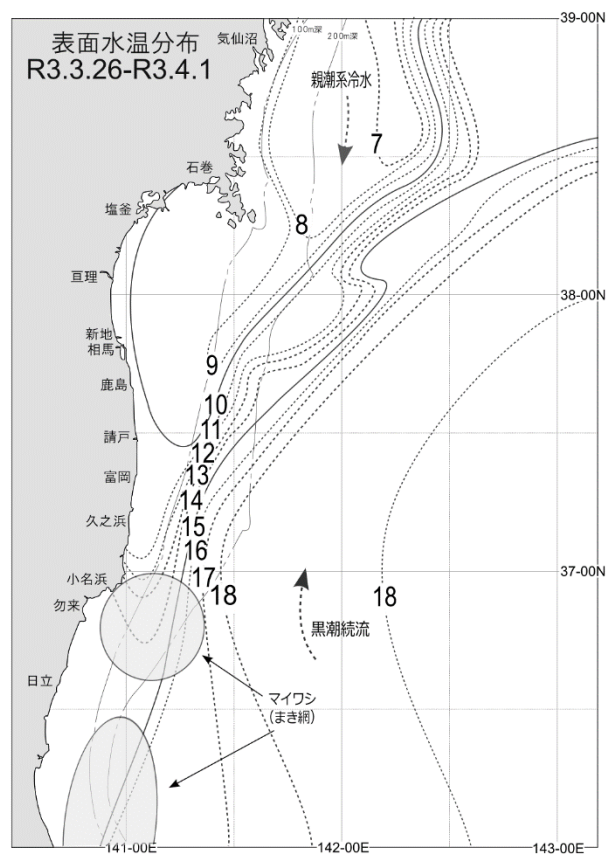 表面水温分布
R3.3.26-R3.4.1
気仙沼
100m深
200m深
39-00N
親潮系冷水
7
石巻
塩釜
8
亘理
38-00N
新地
相馬
9
鹿島
10
11
請戸
12
13
富岡
14
久之浜
15
16
37-00N
小名浜
17
18
18
勿来
黒潮続流
日立
マイワシ
(まき網)
141-00E
142-00E
143-00E